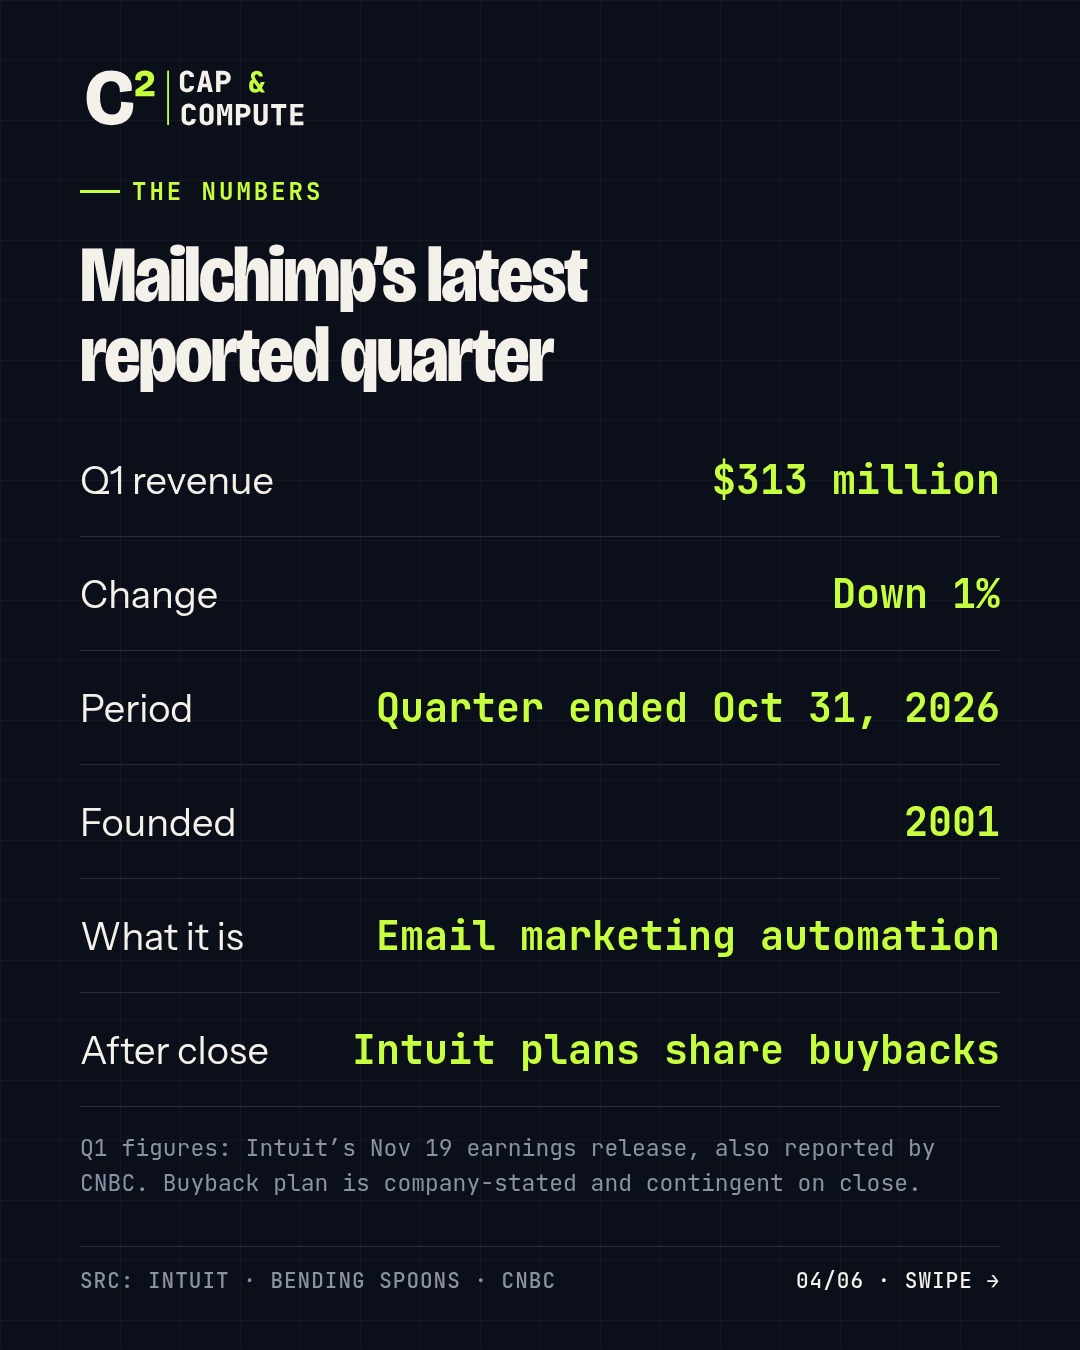 C² CAP &
COMPUTE
THE NUMBERS
Mailchimp’s latest
reported quarter
Q1 revenue $313 million
Change Down 1%
Period Quarter ended Oct 31, 2026
Founded 2001
What it is Email marketing automation
After close Intuit plans share buybacks
Q1 figures: Intuit’s Nov 19 earnings release, also reported by
CNBC. Buyback plan is company-stated and contingent on close.
SRC: INTUIT · BENDING SPOONS · CNBC 04/06 · SWIPE →